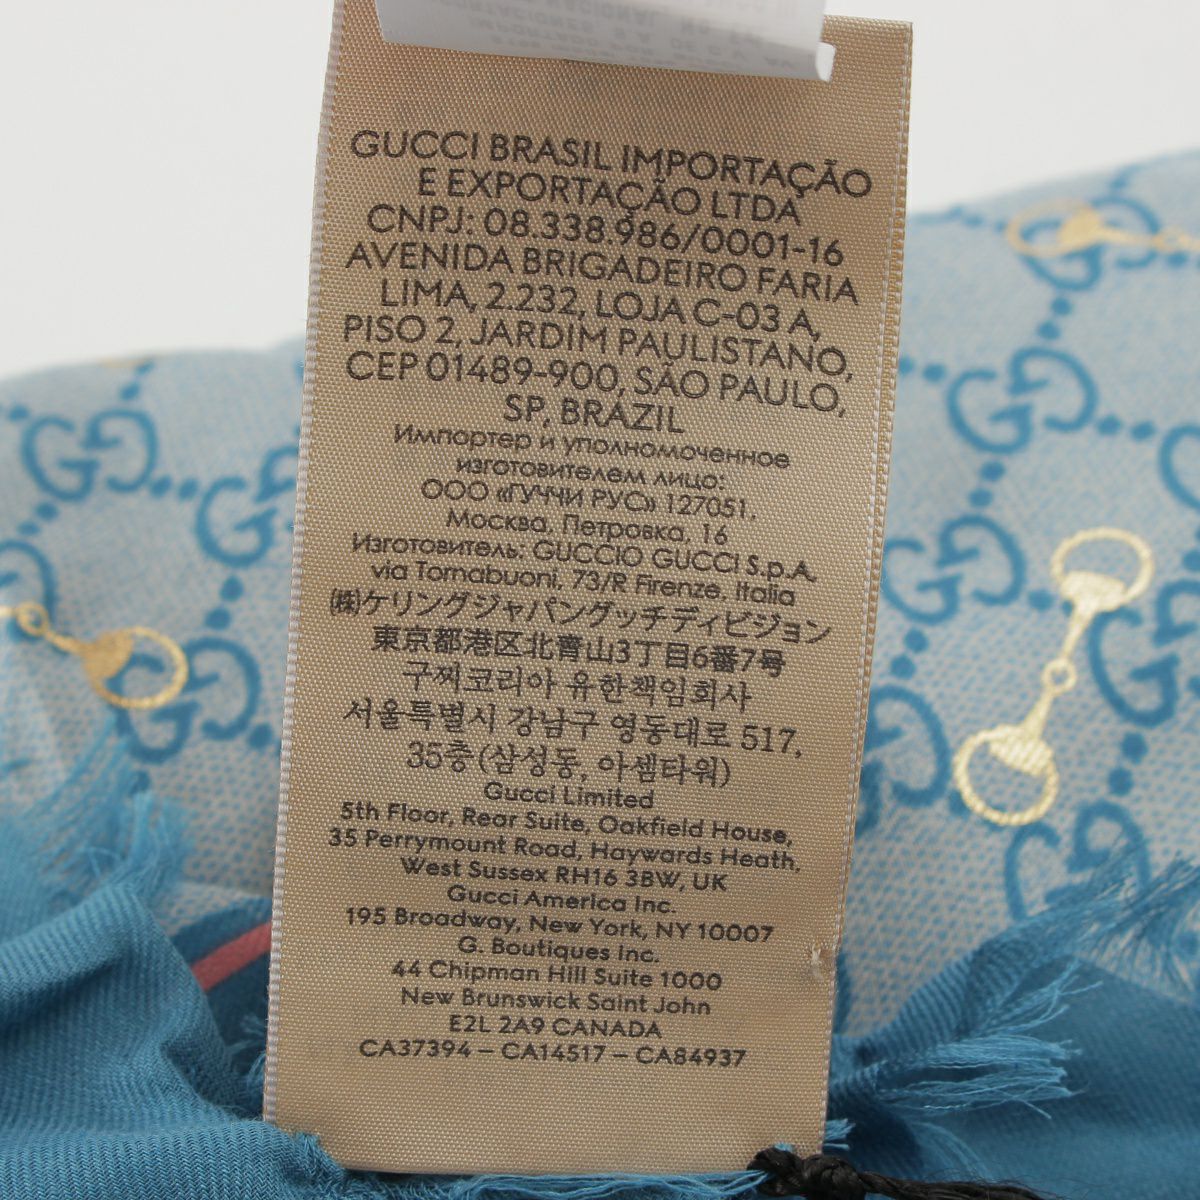 GUCCI BRASIL IMPORTAÇÃO
E EXPORTAÇÃO LTDA
CNPJ: 08.338.986/0001-16
AVENIDA BRIGADEIRO FARIA
LIMA, 2.232, LOJA C-03 A,
PISO 2, JARDIM PAULISTANO,
CEP 01489-900, SÃO PAULO,
SP, BRAZIL
Импортер и уполномоченное
изготовителем лицо:
ООО «ГУЧЧИ РУС» 127051,
Москва, Петровка, 16
Изготовитель: GUCCIO GUCCI S.p.A.
via Tornabuoni, 73/R Firenze, Italia
㈱ケリングジャパングッチディビジョン
東京都港区北青山3丁目6番7号
구찌코리아 유한책임회사
서울특별시 강남구 영동대로 517,
35층(삼성동, 아셈타워)
Gucci Limited
5th Floor, Rear Suite, Oakfield House,
35 Perrymount Road, Haywards Heath,
West Sussex RH16 3BW, UK
Gucci America Inc.
195 Broadway, New York, NY 10007
G. Boutiques Inc.
44 Chipman Hill Suite 1000
New Brunswick Saint John
E2L 2A9 CANADA
CA37394 – CA14517 – CA84937